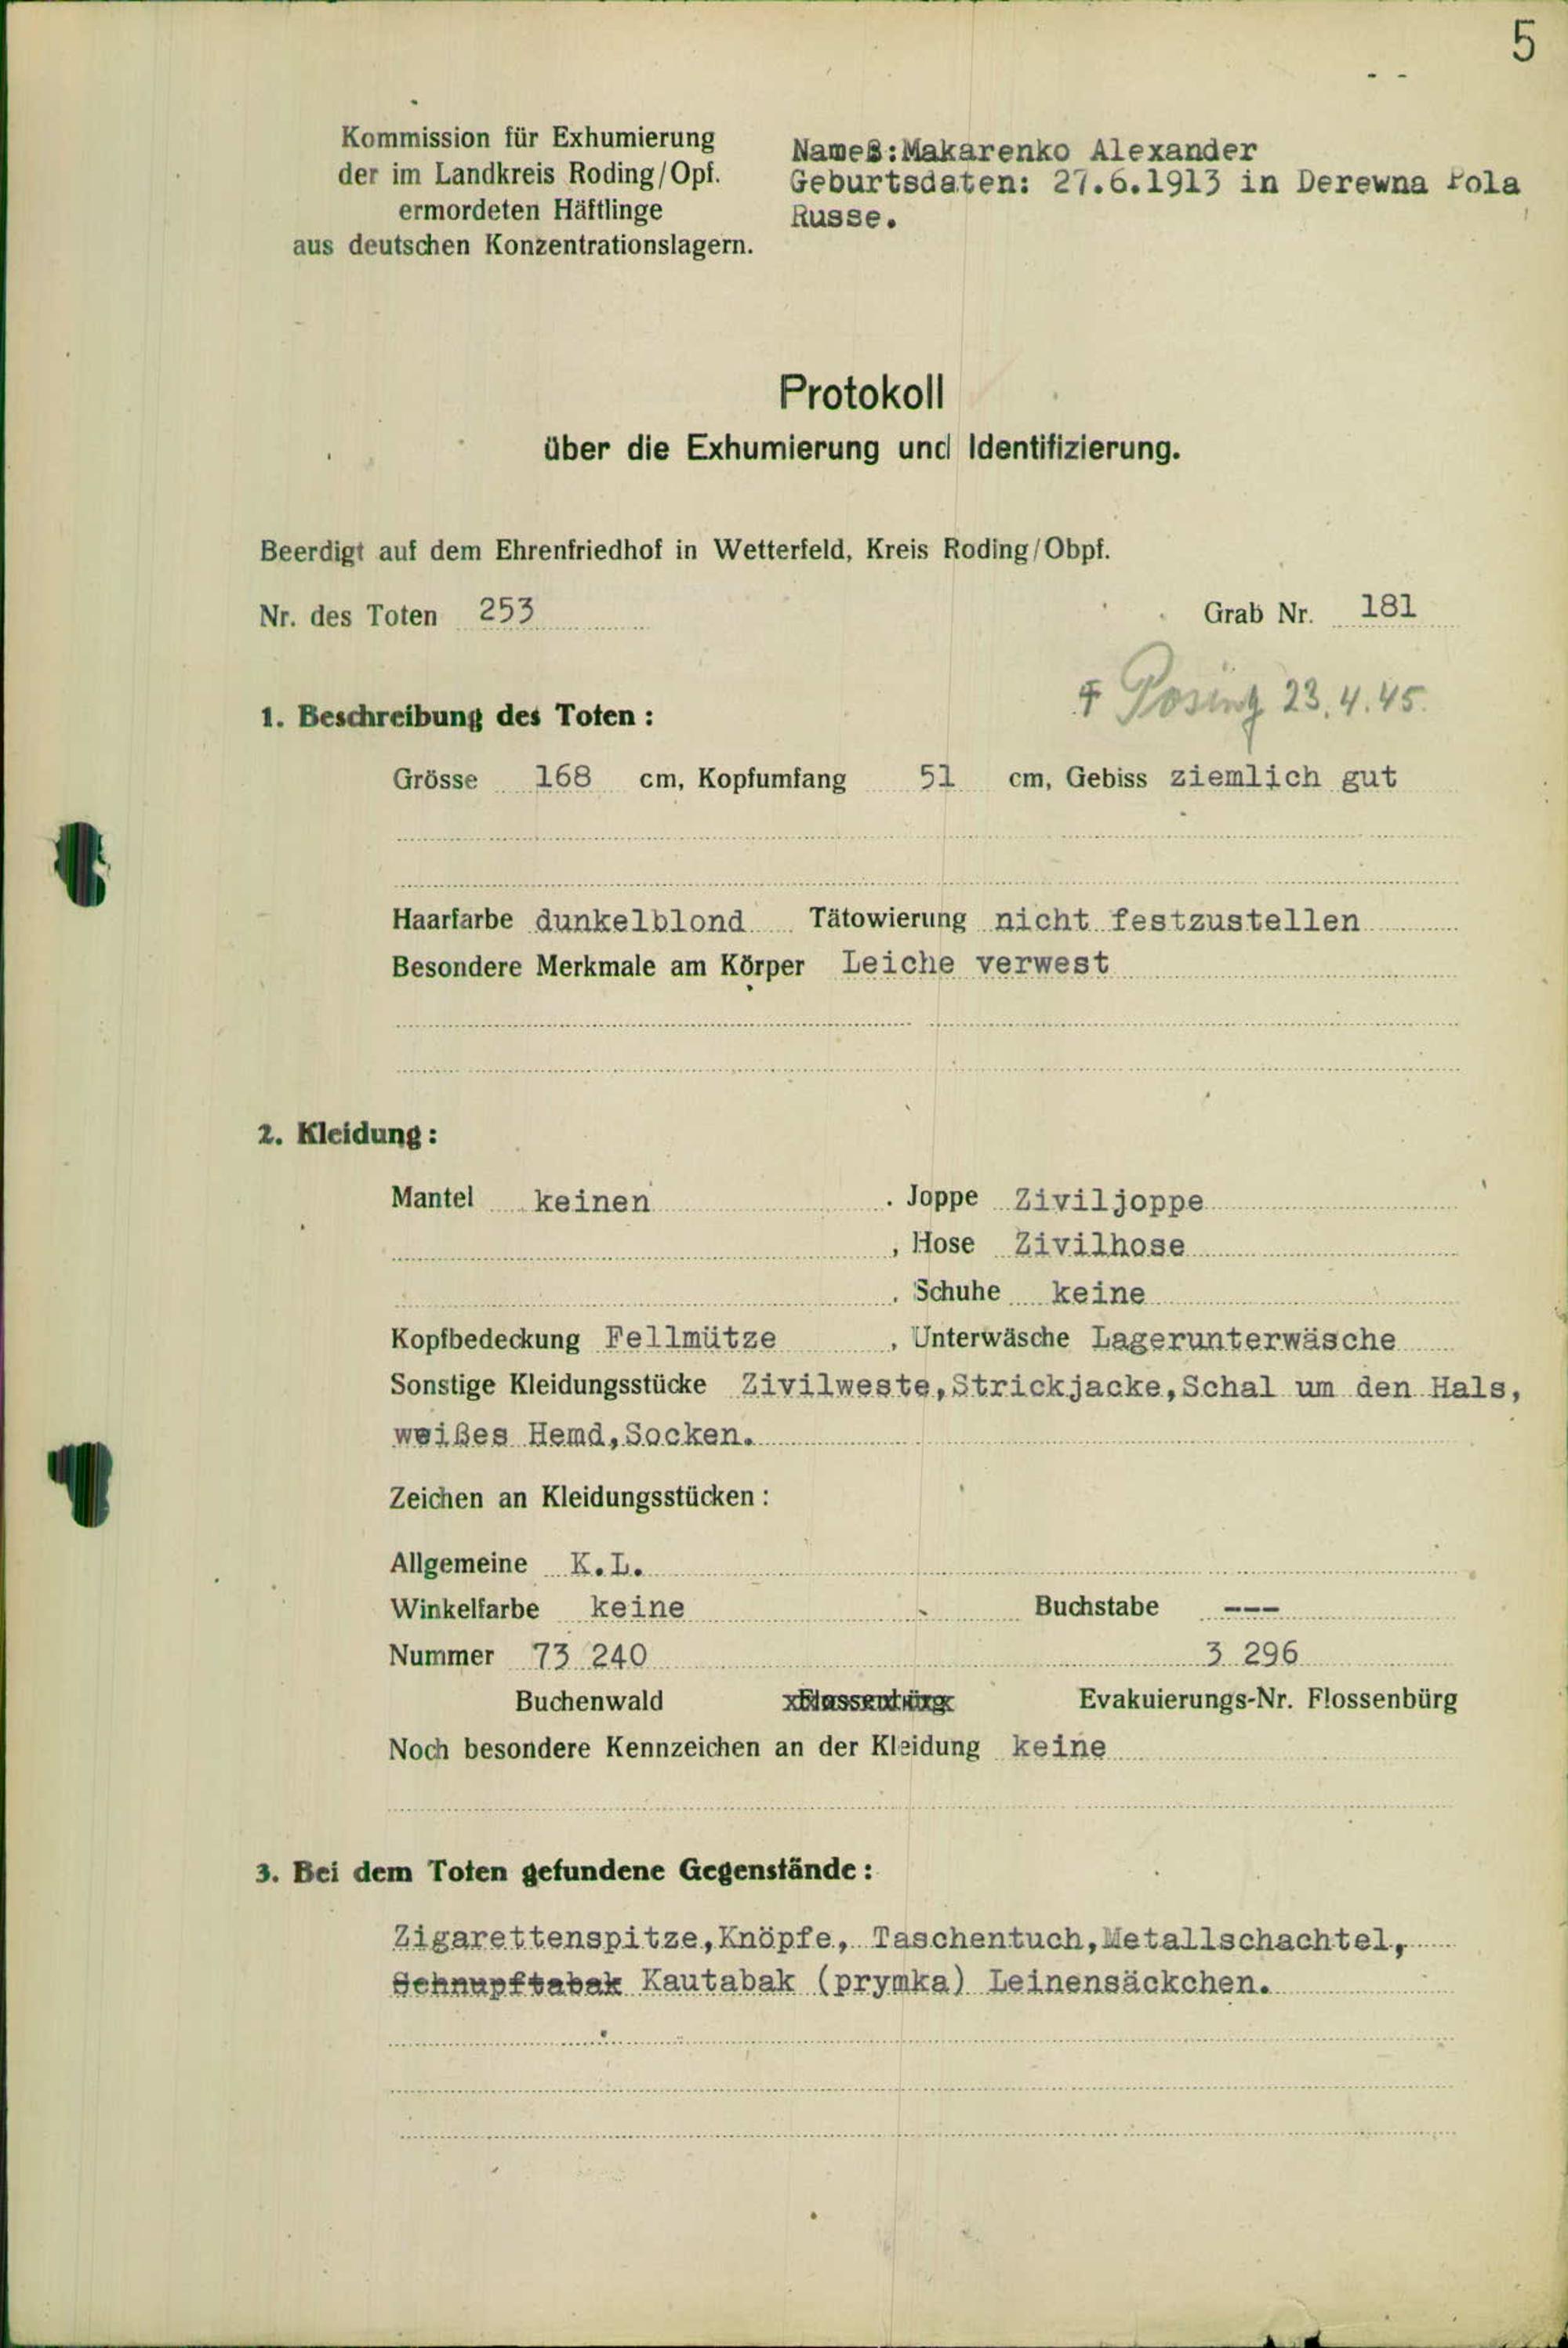 5
Kommission für Exhumierung
der im Landkreis Roding/Opf.
ermordeten Häftlinge
aus deutschen Konzentrationslagern.
Nameß:Makarenko Alexander
Geburtsdaten: 27.6.1913 in Derewna Pola
Russe.
Protokoll
über die Exhumierung und Identifizierung.
Beerdigt auf dem Ehrenfriedhof in Wetterfeld, Kreis Roding/Obpf.
Nr. des Toten 253 Grab Nr. 181
† Posing 23.4.45.
1. Beschreibung des Toten:
Grösse 168 cm, Kopfumfang 51 cm, Gebiss ziemlich gut
Haarfarbe dunkelblond Tätowierung nicht festzustellen
Besondere Merkmale am Körper Leiche verwest
2. Kleidung:
Mantel keinen. Joppe Ziviljoppe
, Hose Zivilhose
, Schuhe keine
Kopfbedeckung Fellmütze, Unterwäsche Lagerunterwäsche
Sonstige Kleidungsstücke Zivilweste,Strickjacke,Schal um den Hals,
weißes Hemd,Socken.
Zeichen an Kleidungsstücken:
Allgemeine K.L.
Winkelfarbe keine Buchstabe ---
Nummer 73 240 3 296
Buchenwald Flossenbürg Evakuierungs-Nr. Flossenbürg
Noch besondere Kennzeichen an der Kleidung keine
3. Bei dem Toten gefundene Gegenstände:
Zigarettenspitze,Knöpfe, Taschentuch,Metallschachtel,
Schnupftabak Kautabak (prymka) Leinensäckchen.